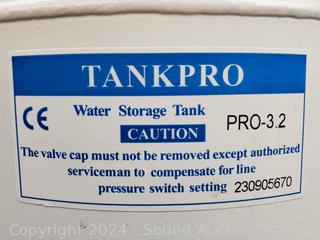 TANKPRO
CE
Water Storage Tank
PRO-3.2
CAUTION
The valve cap must not be removed except authorized
serviceman to compensate for line
pressure switch setting 230905670
Copyright 2024 - Sound Auction Service